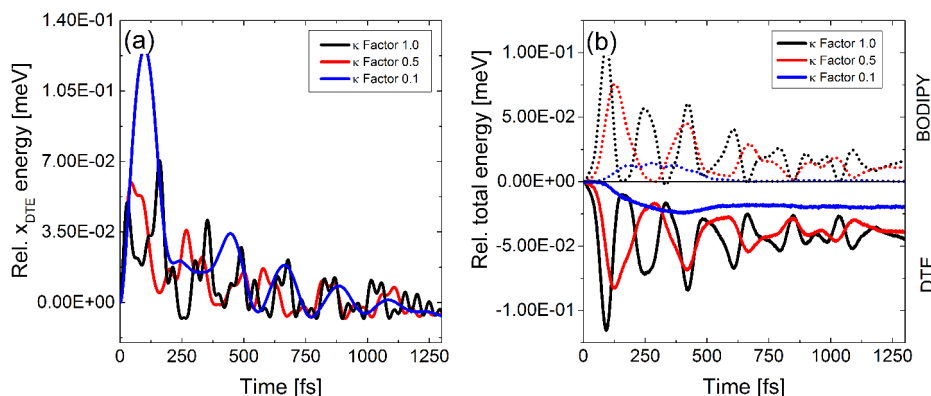 (a)
κ Factor 1.0
κ Factor 0.5
κ Factor 0.1
1.40E-01
1.05E-01
7.00E-02
3.50E-02
0.00E+00
Rel. x_DTE energy [meV]
0 250 500 750 1000 1250
Time [fs]
(b)
κ Factor 1.0
κ Factor 0.5
κ Factor 0.1
1.00E-01
5.00E-02
0.00E+00
-5.00E-02
-1.00E-01
Rel. total energy [meV]
BODIPY
DTE
0 250 500 750 1000 1250
Time [fs]